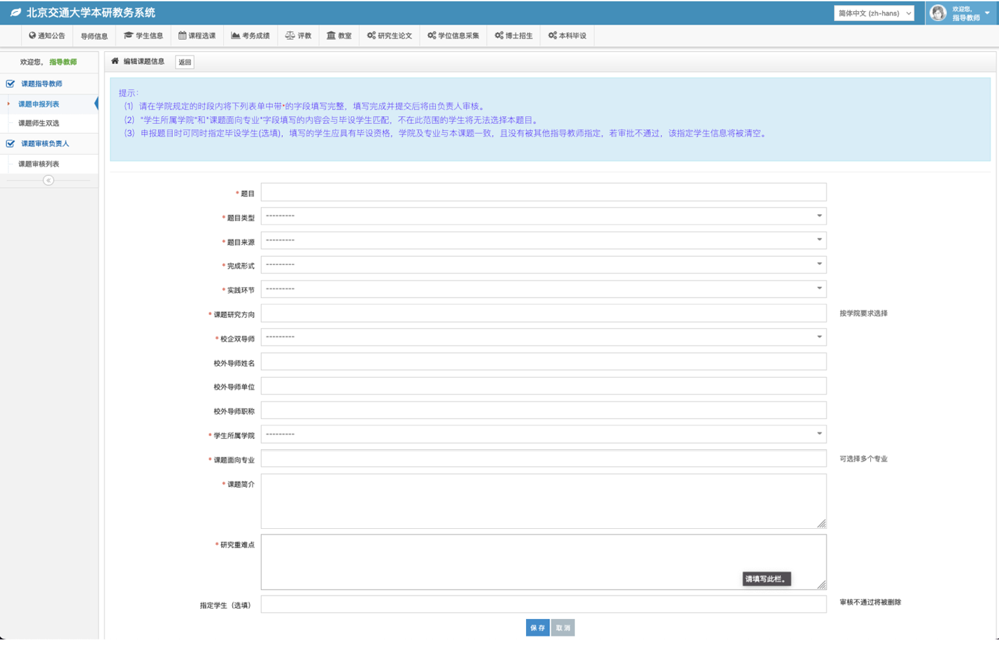 北京交通大学本研教务系统
简体中文 (zh-hans)
欢迎您,
指导教师
通知公告 导师信息 学生信息 课程选课 考务成绩 评教 教室 研究生论文 学位信息采集 博士招生 本科毕设
欢迎您, 指导教师
课题指导教师
课题申报列表
课题师生双选
课题审核负责人
课题审核列表
编辑课题信息 返回
提示:
（1）请在学院规定的时段内将下列表单中带*的字段填写完整，填写完成并提交后将由负责人审核。
（2）"学生所属学院"和"课题面向专业"字段填写的内容会与毕设学生匹配，不在此范围的学生将无法选择本题目。
（3）申报题目时可同时指定毕设学生(选填)，填写的学生应具有毕设资格，学院及专业与本课题一致，且没有被其他指导教师指定，若审批不通过，该指定学生信息将被清空。
* 题目
* 题目类型 ---------
* 题目来源 ---------
* 完成形式 ---------
* 实践环节 ---------
* 课题研究方向 按学院要求选择
* 校企双导师 ---------
校外导师姓名
校外导师单位
校外导师职称
* 学生所属学院 ---------
* 课题面向专业 可选择多个专业
* 课题简介
* 研究重难点
请填写此栏。
指定学生（选填） 审核不通过将被删除
保存 取消